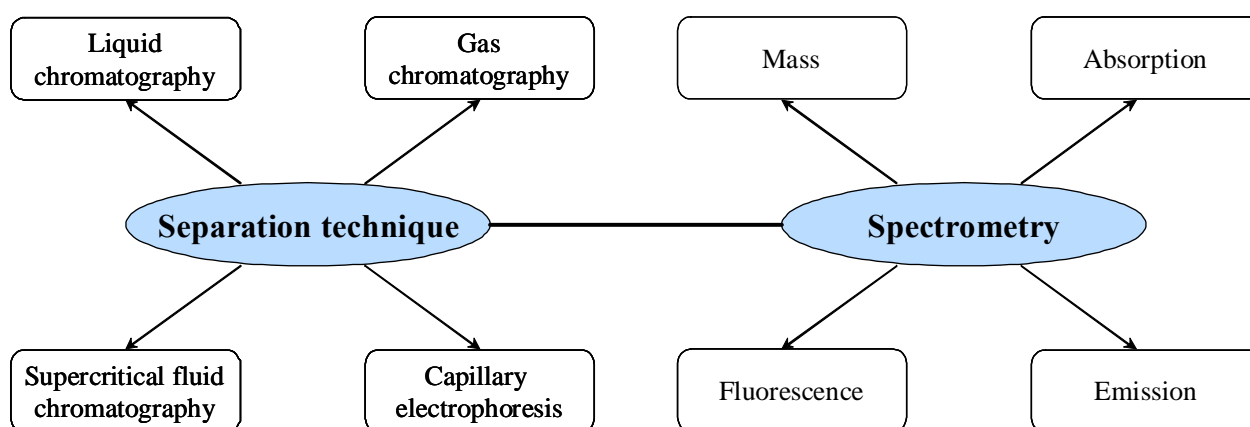 Liquid
chromatography
Gas
chromatography
Mass
Absorption
Separation technique
Spectrometry
Supercritical fluid
chromatography
Capillary
electrophoresis
Fluorescence
Emission